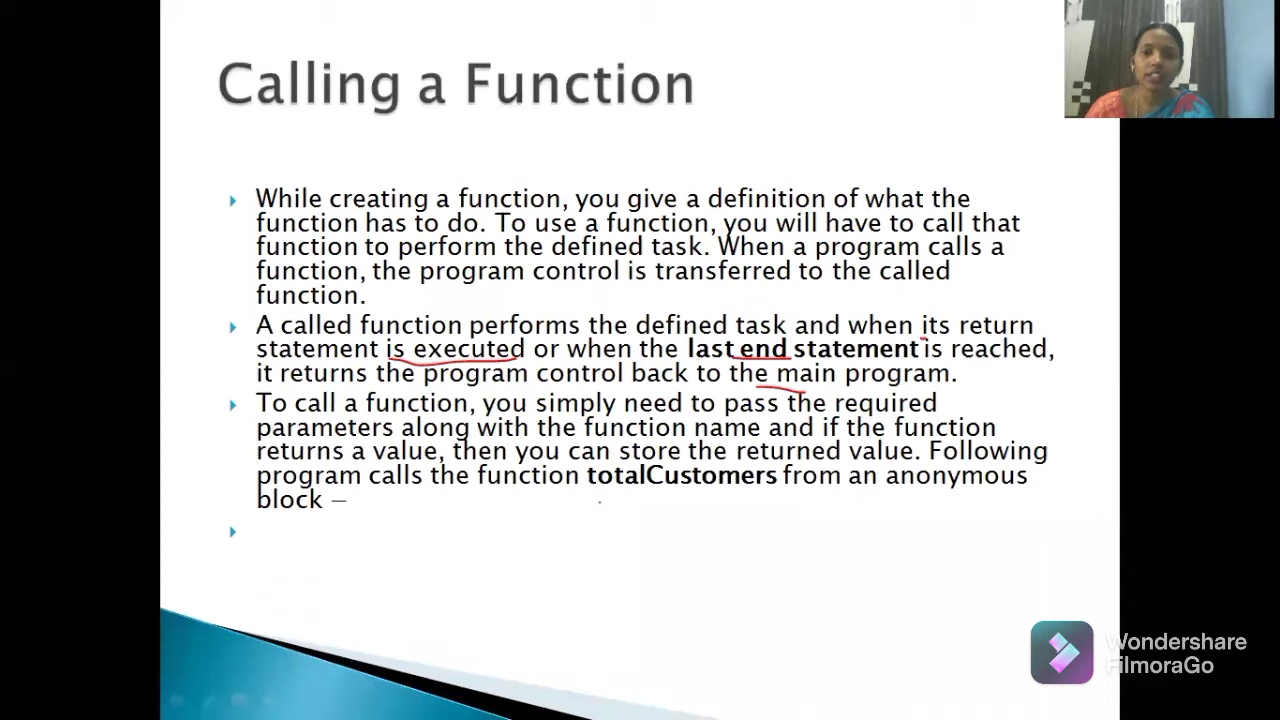 Calling a Function
While creating a function, you give a definition of what the
function has to do. To use a function, you will have to call that
function to perform the defined task. When a program calls a
function, the program control is transferred to the called
function.
A called function performs the defined task and when its return
statement is executed or when the last end statement is reached,
it returns the program control back to the main program.
To call a function, you simply need to pass the required
parameters along with the function name and if the function
returns a value, then you can store the returned value. Following
program calls the function totalCustomers from an anonymous
block −
Wondershare
FilmoraGo